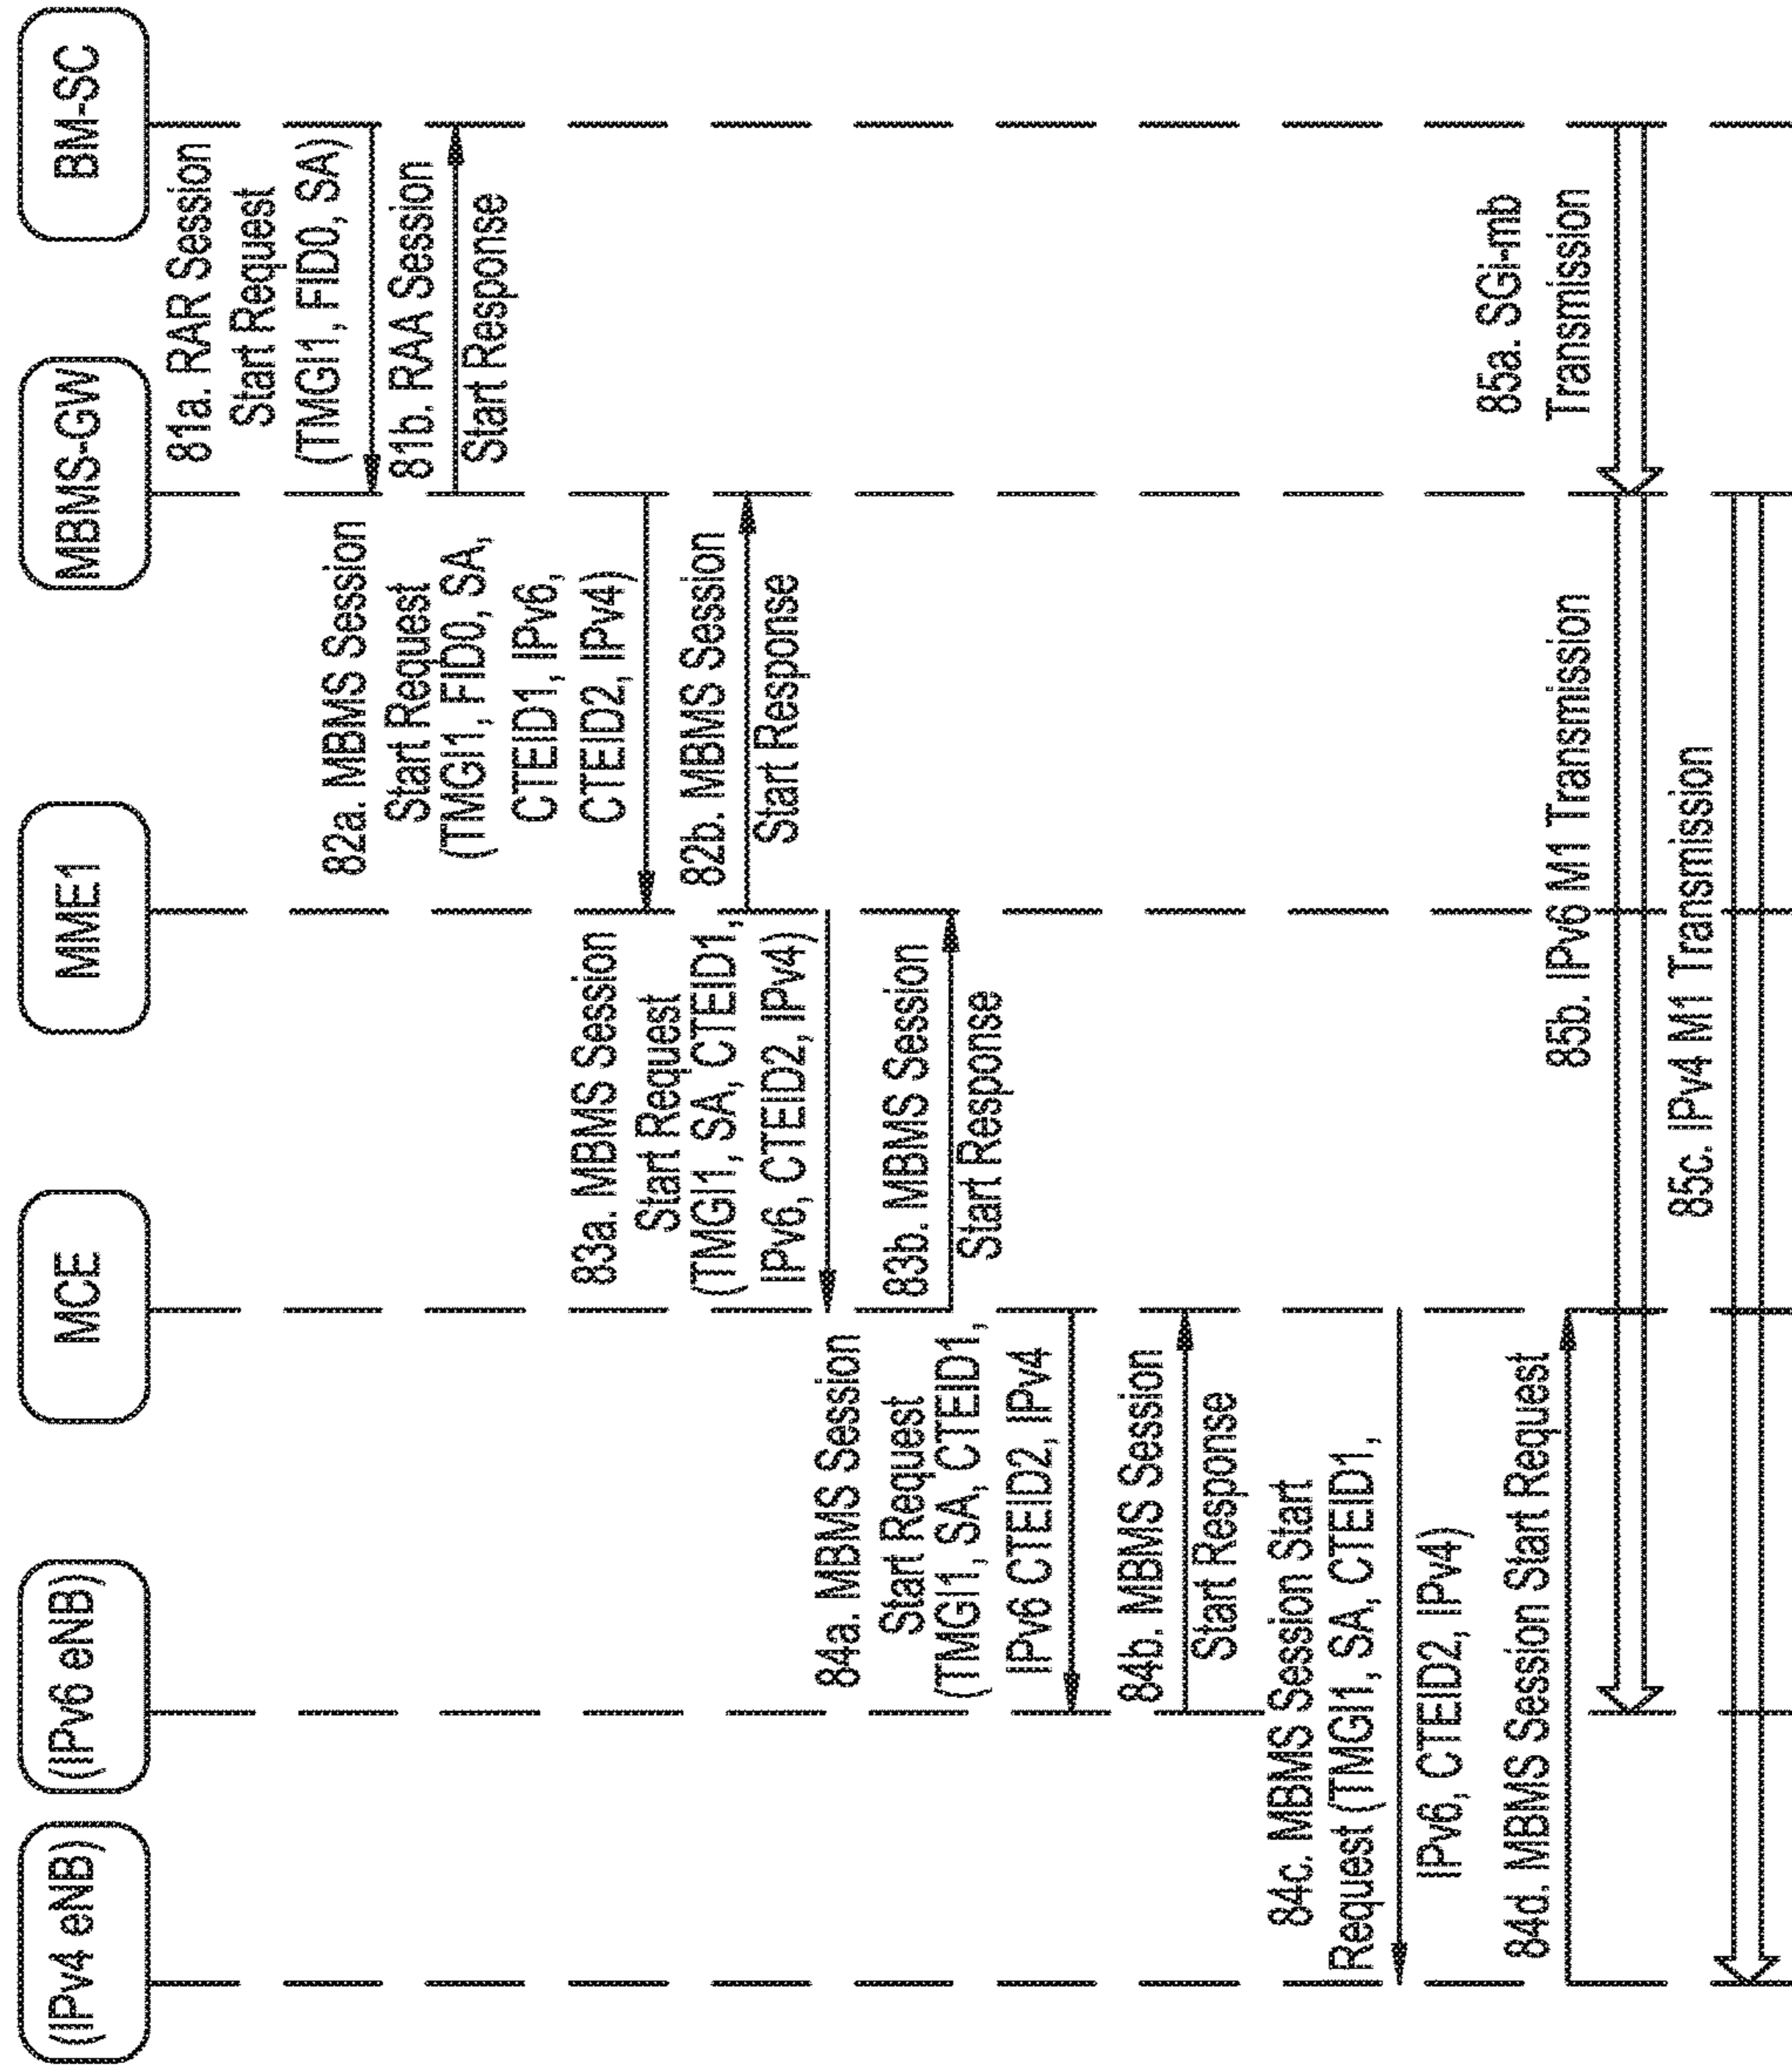 (IPv4 eNB)
(IPv6 eNB)
MCE
MME1
MBMS-GW
BM-SC
81a. RAR Session
Start Request
(TMGI1, FID0, SA)
81b. RAA Session
Start Response
82a. MBMS Session
Start Request
(TMGI1, FID0, SA,
CTEID1, IPv6,
CTEID2, IPv4)
82b. MBMS Session
Start Response
83a. MBMS Session
Start Request
(TMGI1, SA, CTEID1,
IPv6, CTEID2, IPv4)
83b. MBMS Session
Start Response
84a. MBMS Session
Start Request
(TMGI1, SA, CTEID1,
IPv6 CTEID2, IPv4
84b. MBMS Session
Start Response
84c. MBMS Session Start
Request (TMGI1, SA, CTEID1,
IPv6, CTEID2, IPv4)
84d. MBMS Session Start Request
85a. SGi-mb
Transmission
85b. IPv6 M1 Transmission
85c. IPv4 M1 Transmission